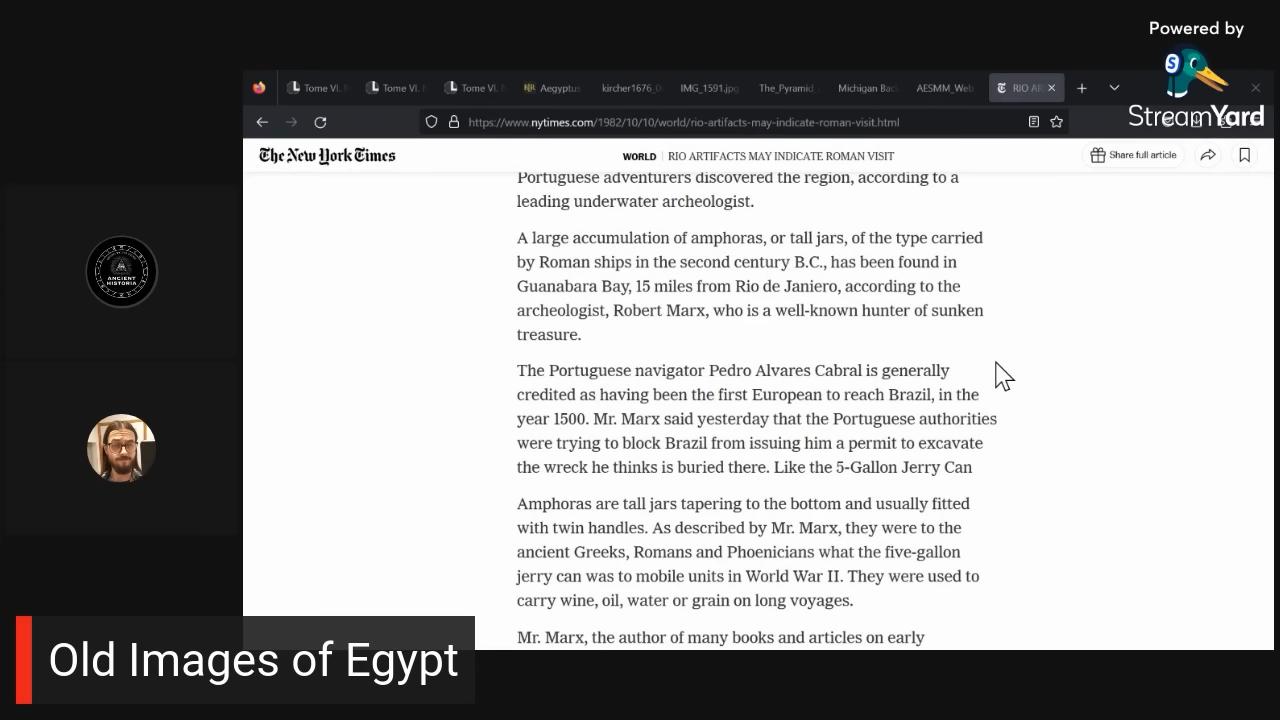 Powered by
StreamYard
Tome VI.
Tome VI.
Tome VI.
Aegyptus
IMG_1591.jpg
The_Pyramid_
Michigan Bac
AESMM_Web
https://www.nytimes.com/1982/10/10/world/rio-artifacts-may-indicate-roman-visit.html
The New York Times
WORLD | RIO ARTIFACTS MAY INDICATE ROMAN VISIT
Share full article
Portuguese adventurers discovered the region, according to a
leading underwater archeologist.
A large accumulation of amphoras, or tall jars, of the type carried
by Roman ships in the second century B.C., has been found in
Guanabara Bay, 15 miles from Rio de Janiero, according to the
archeologist, Robert Marx, who is a well-known hunter of sunken
treasure.
The Portuguese navigator Pedro Alvares Cabral is generally
credited as having been the first European to reach Brazil, in the
year 1500. Mr. Marx said yesterday that the Portuguese authorities
were trying to block Brazil from issuing him a permit to excavate
the wreck he thinks is buried there. Like the 5-Gallon Jerry Can
Amphoras are tall jars tapering to the bottom and usually fitted
with twin handles. As described by Mr. Marx, they were to the
ancient Greeks, Romans and Phoenicians what the five-gallon
jerry can was to mobile units in World War II. They were used to
carry wine, oil, water or grain on long voyages.
Mr. Marx, the author of many books and articles on early
ANCIENT
HISTORIA
Old Images of Egypt